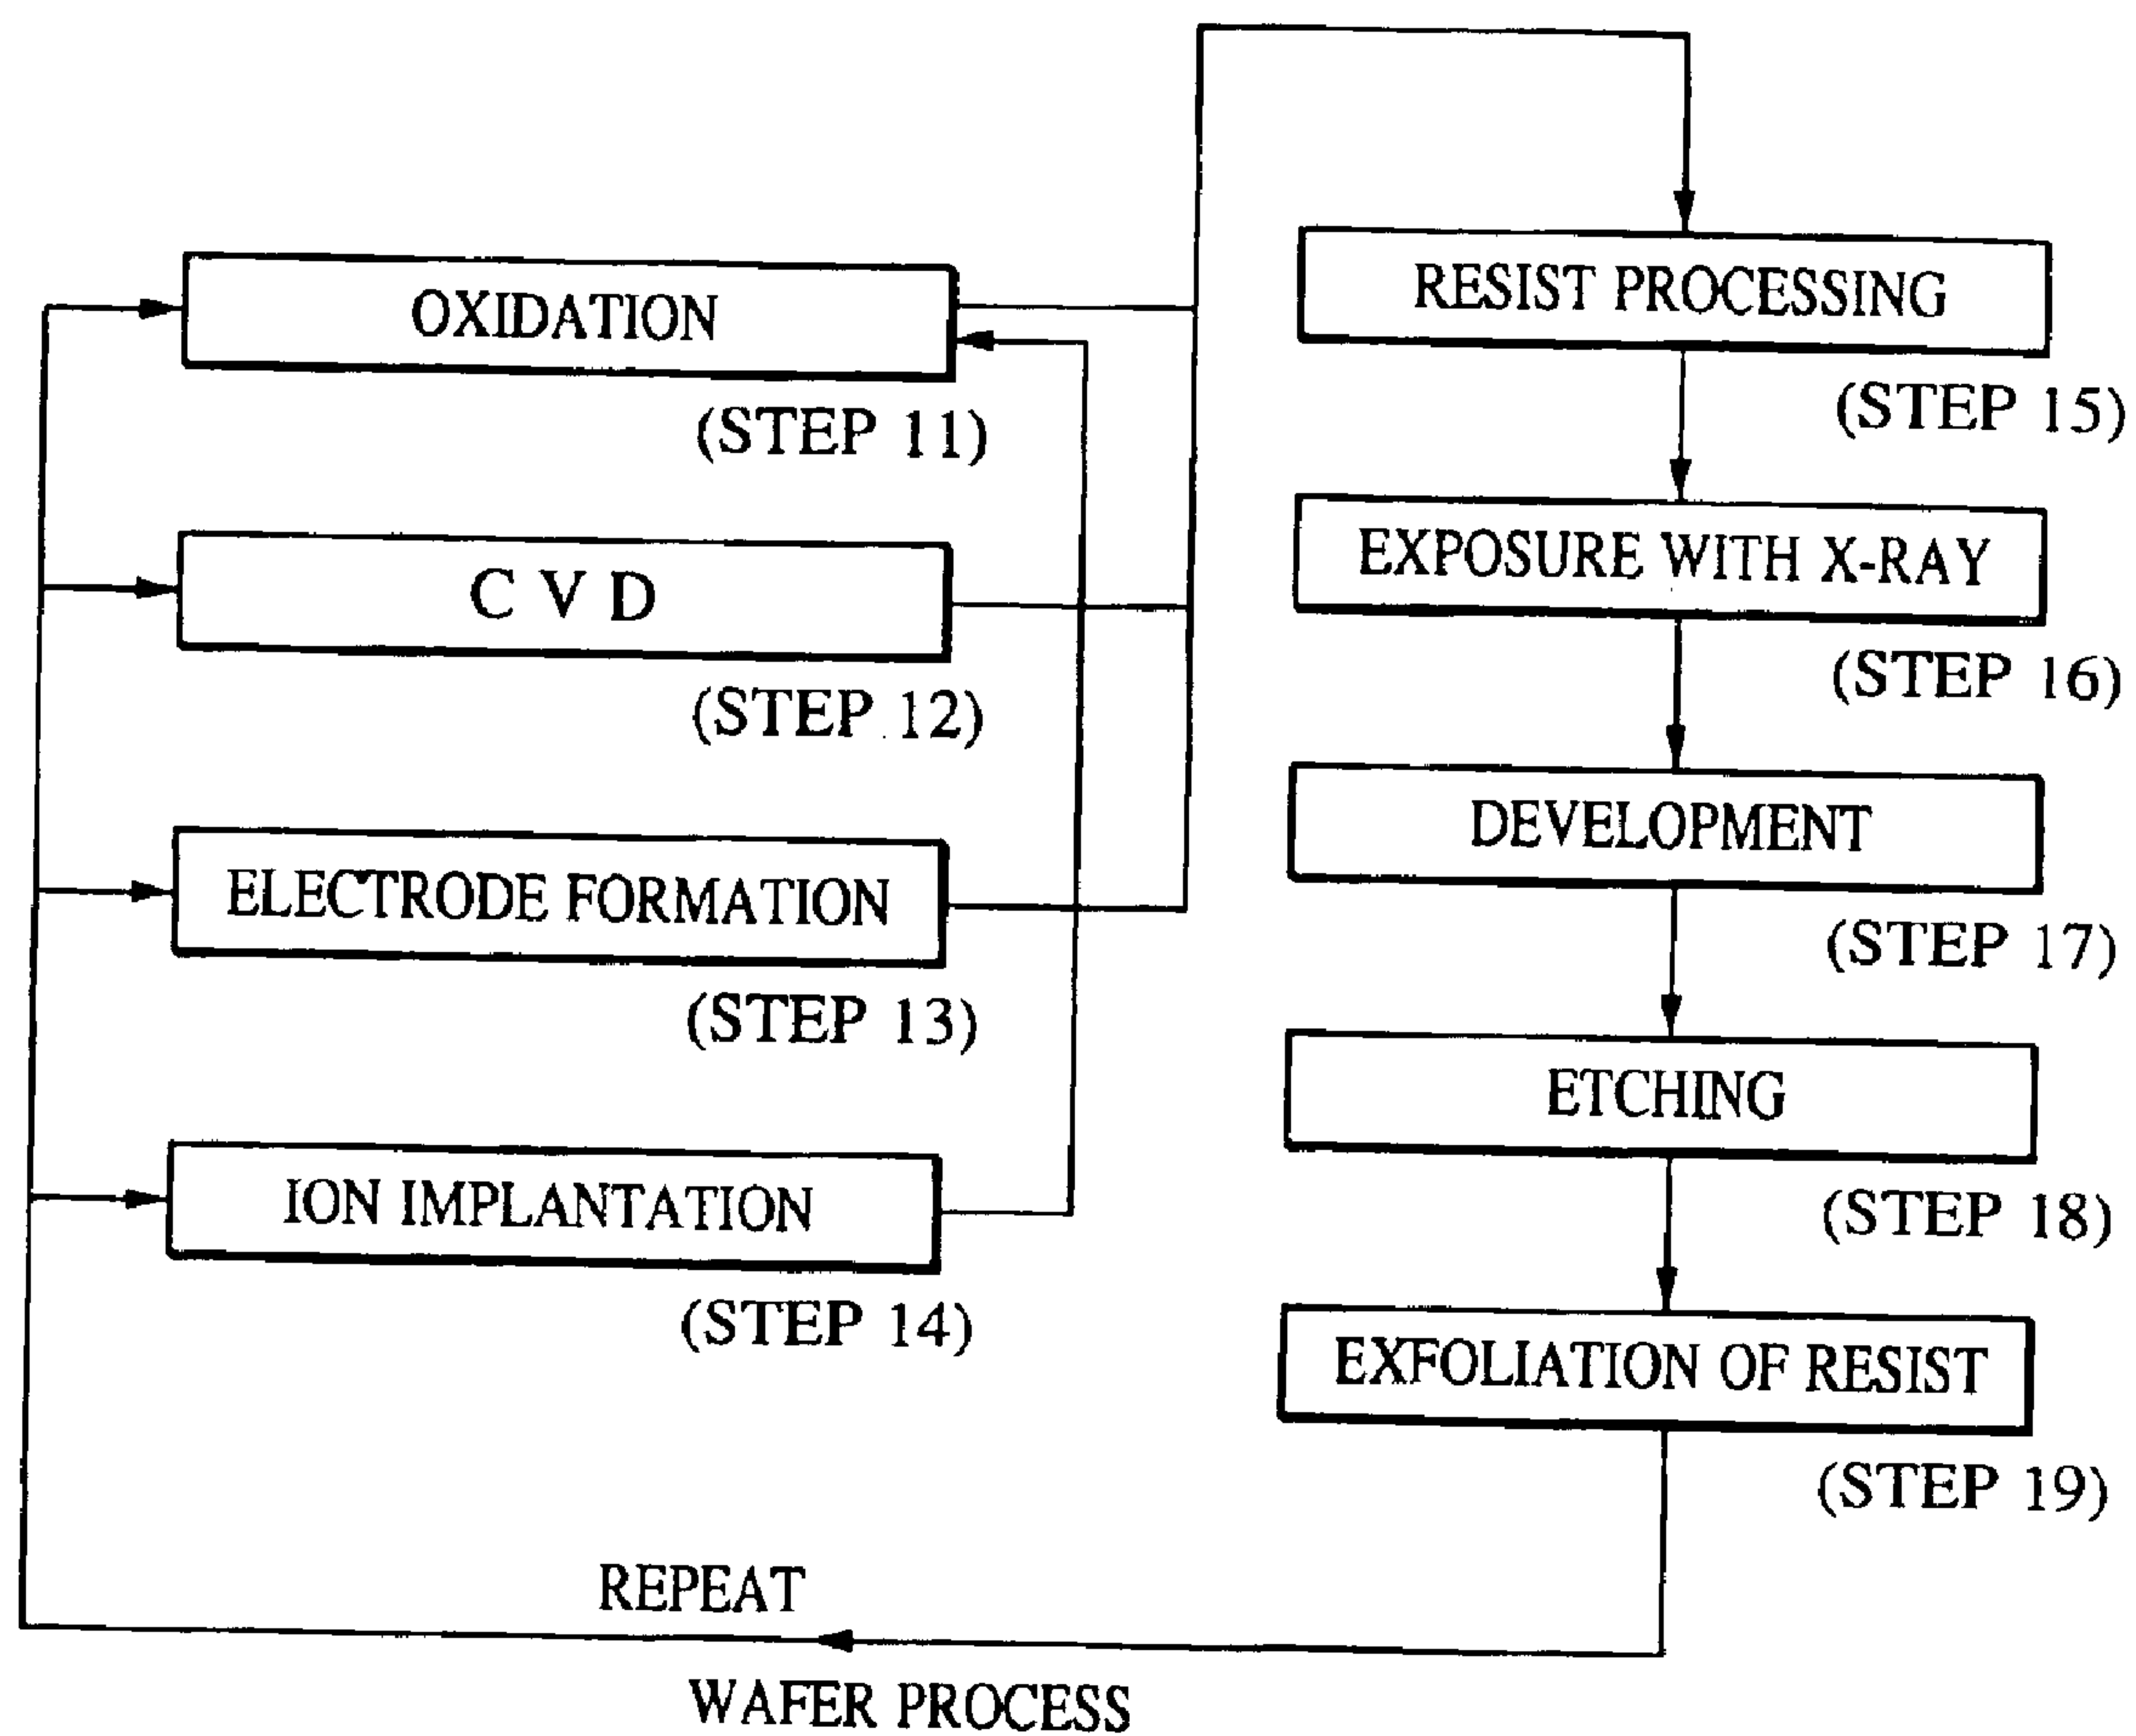 OXIDATION
(STEP 11)
C V D
(STEP 12)
ELECTRODE FORMATION
(STEP 13)
ION IMPLANTATION
(STEP 14)
RESIST PROCESSING
(STEP 15)
EXPOSURE WITH X-RAY
(STEP 16)
DEVELOPMENT
(STEP 17)
ETCHING
(STEP 18)
EXFOLIATION OF RESIST
(STEP 19)
REPEAT
WAFER PROCESS